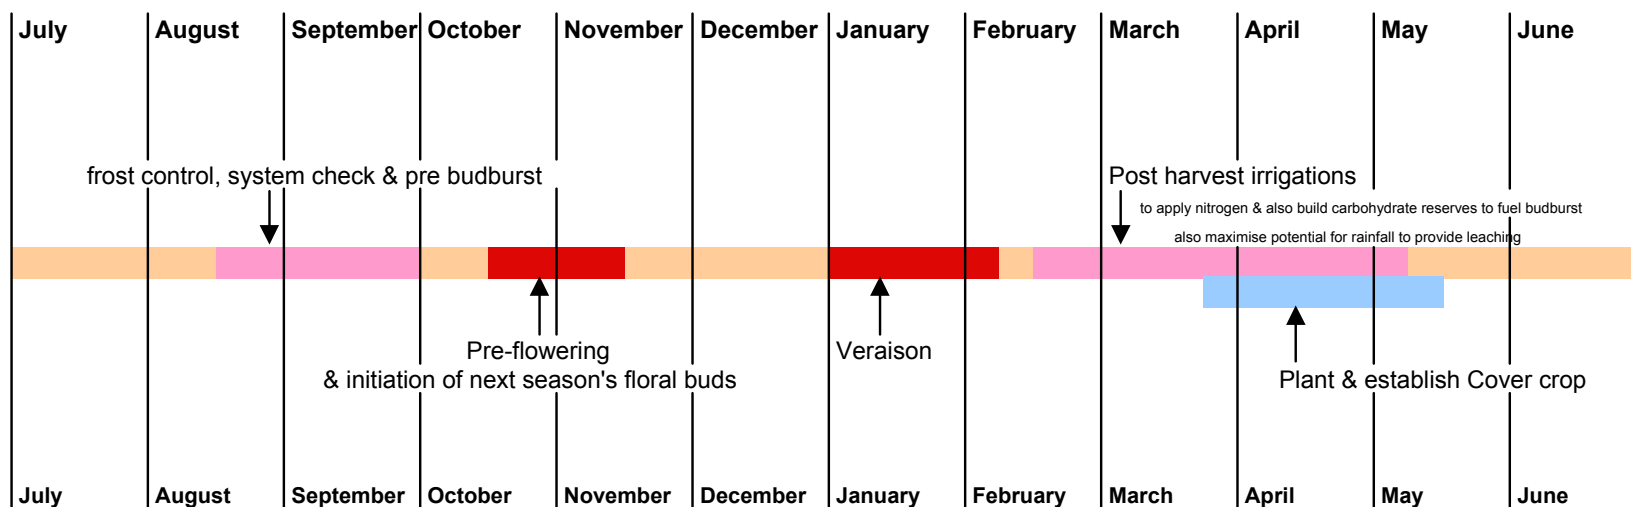 July August September October November December January February March April May June
frost control, system check & pre budburst
Post harvest irrigations
to apply nitrogen & also build carbohydrate reserves to fuel budburst
also maximise potential for rainfall to provide leaching
Pre-flowering
& initiation of next season's floral buds
Veraison
Plant & establish Cover crop
July August September October November December January February March April May June